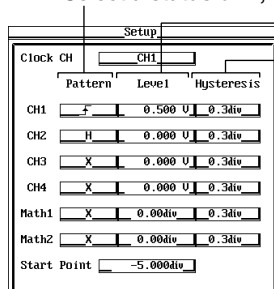 Setup
Clock CH CH1
Pattern Level Hysteresis
CH1 0.500 V 0.3div
CH2 H 0.000 V 0.3div
CH3 X 0.000 V 0.3div
CH4 X 0.000 V 0.3div
Math1 X 0.00div 0.3div
Math2 X 0.00div 0.3div
Start Point -5.000div